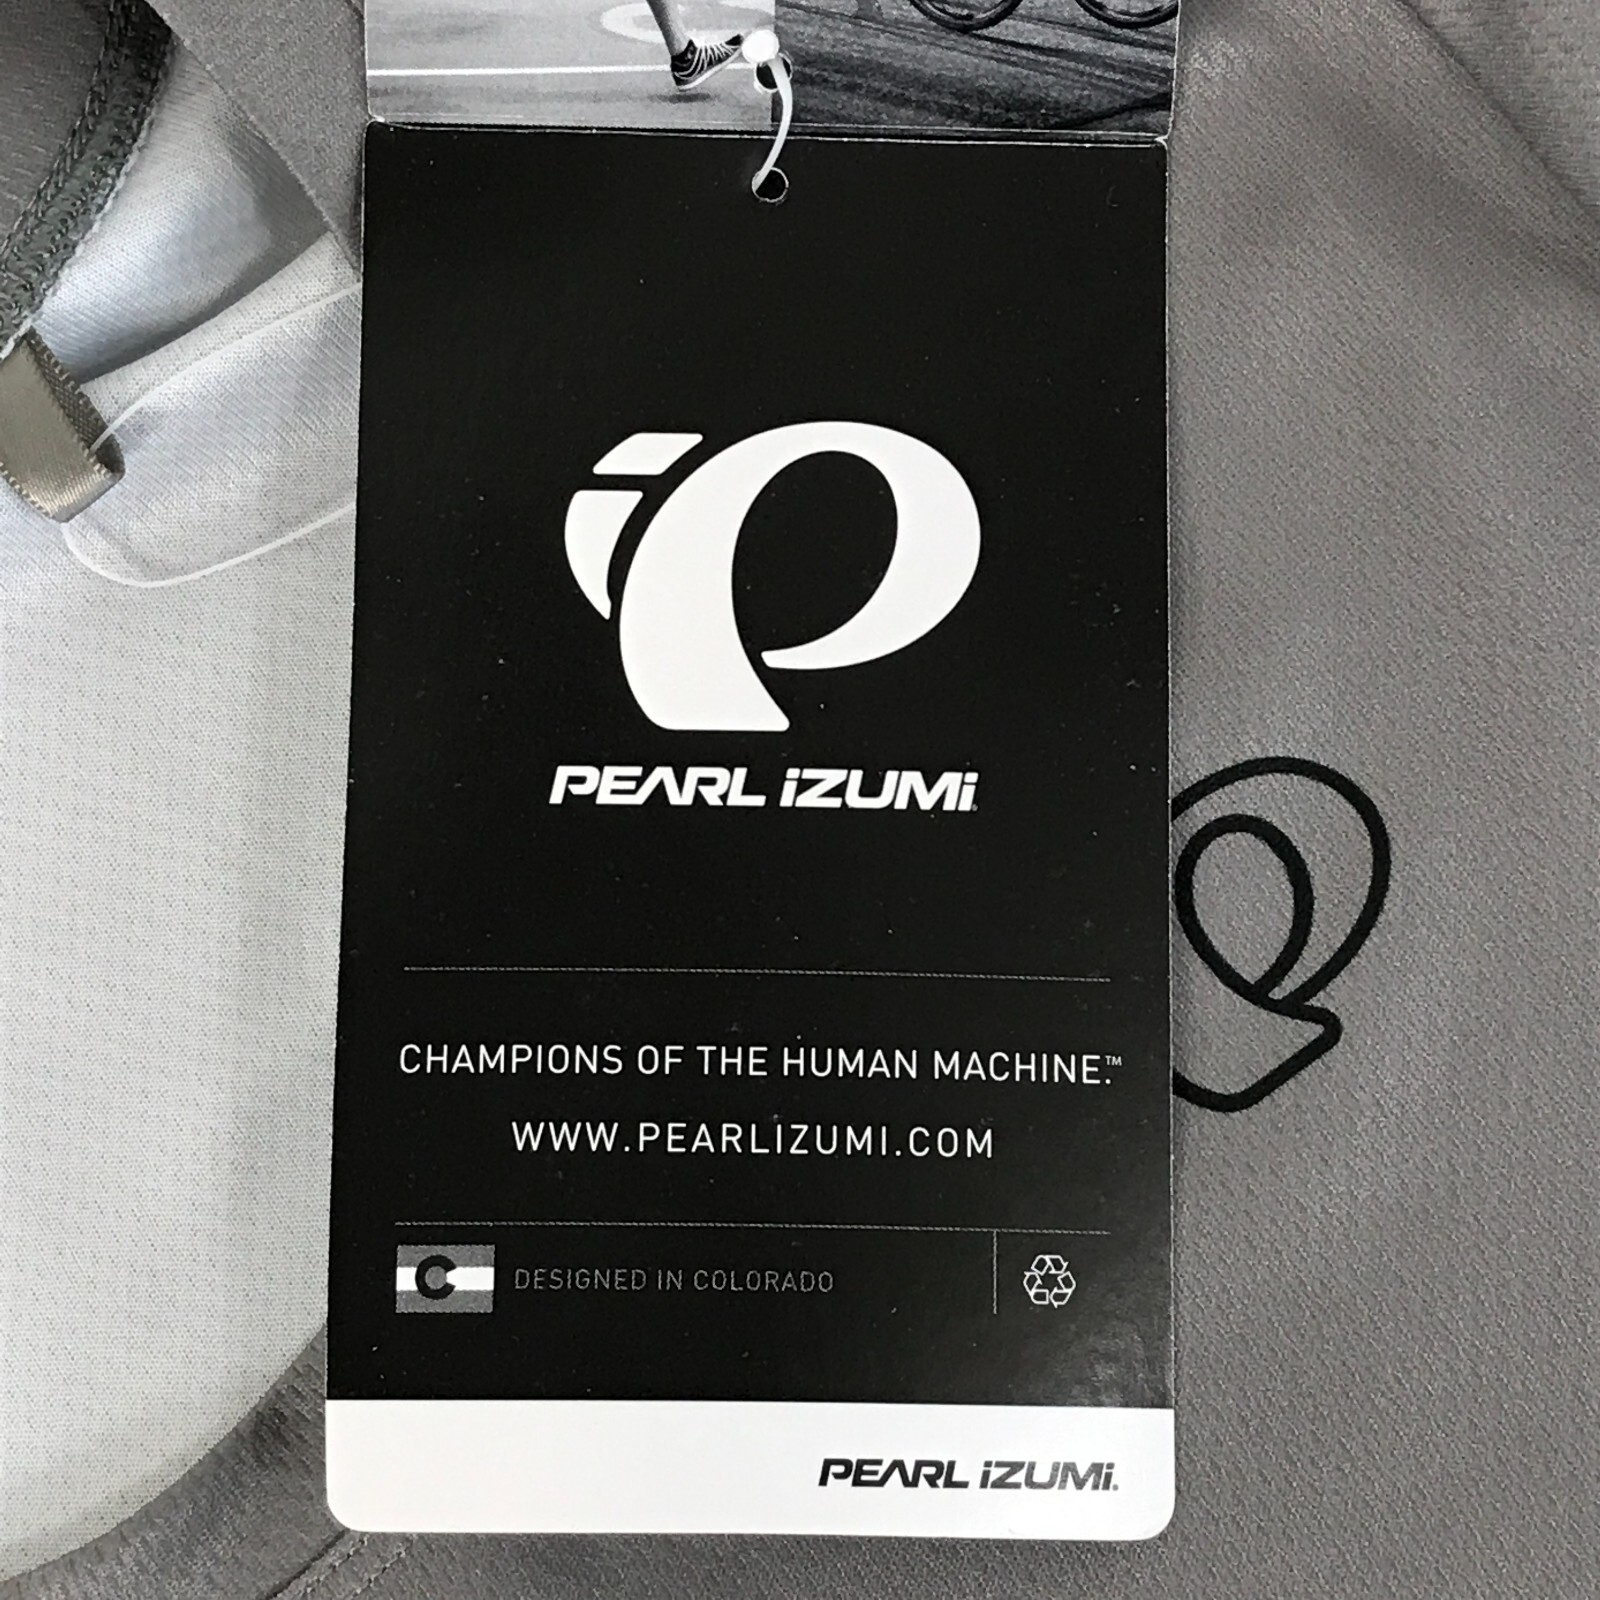 PEARL iZUMi
CHAMPIONS OF THE HUMAN MACHINE.™
WWW.PEARLIZUMI.COM
C DESIGNED IN COLORADO
PEARL iZUMi.